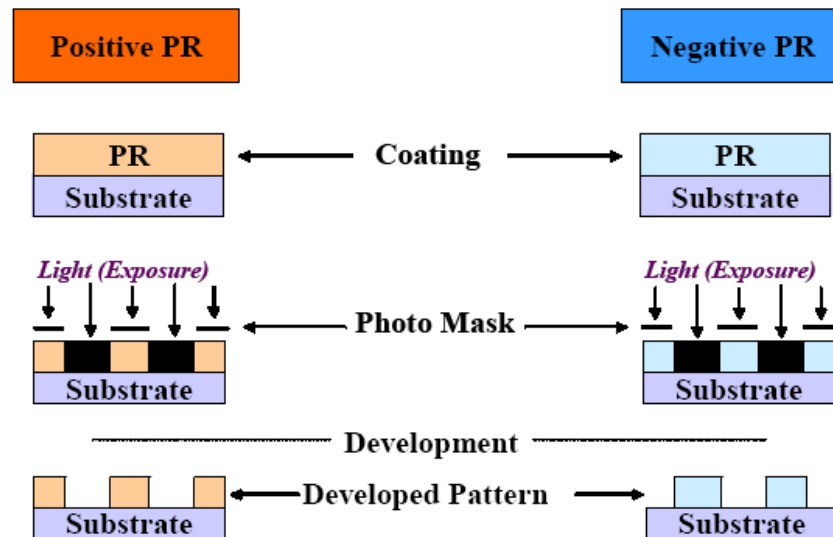 Positive PR
Negative PR
PR
Coating
PR
Substrate
Substrate
Light (Exposure)
Light (Exposure)
Photo Mask
Substrate
Substrate
Development
Developed Pattern
Substrate
Substrate